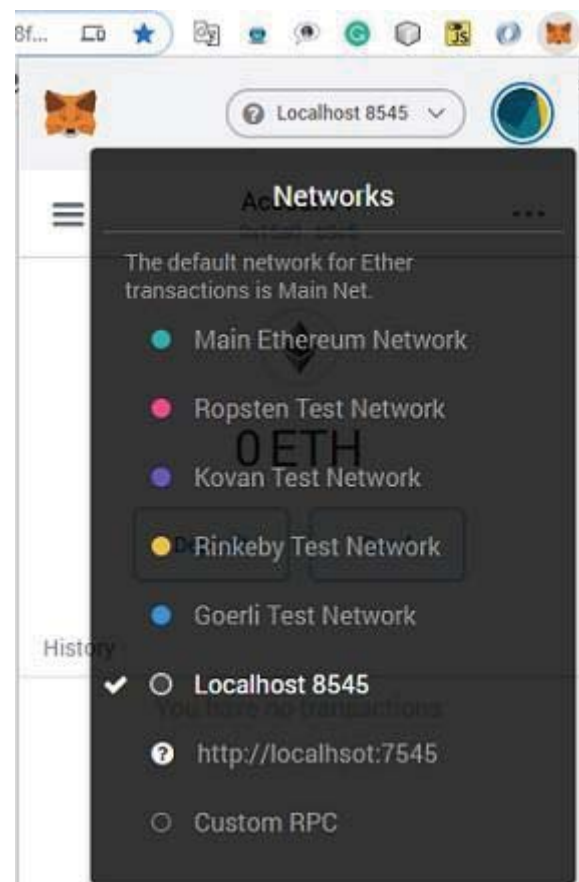 8f...
JS
Localhost 8545
Networks
The default network for Ether
transactions is Main Net.
Main Ethereum Network
Ropsten Test Network
0 ETH
Kovan Test Network
Rinkeby Test Network
Goerli Test Network
History
Localhost 8545
You have no transactions
http://localhsot:7545
Custom RPC